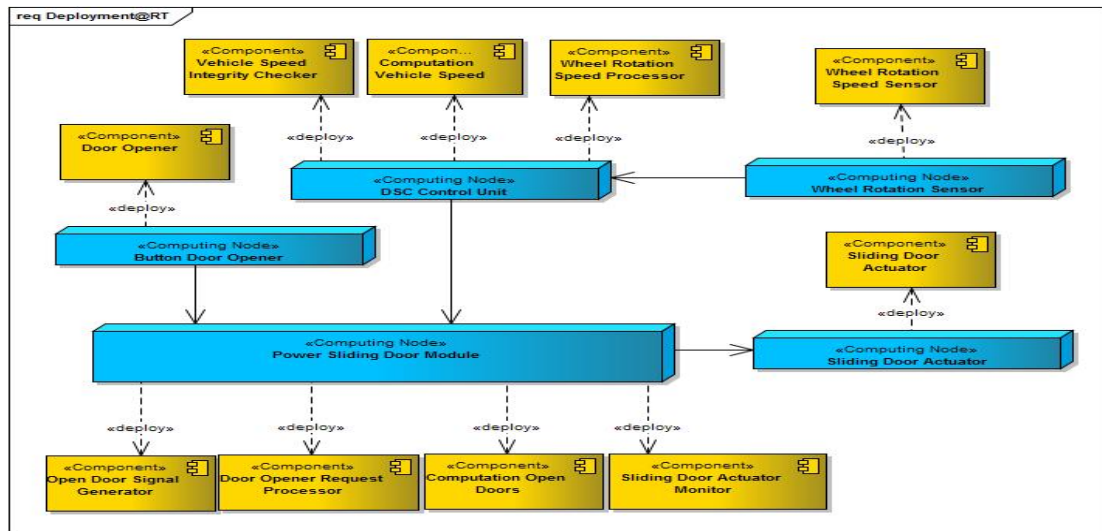 req Deployment@RT
«Component»
Vehicle Speed
Integrity Checker
«Compon...
Computation
Vehicle Speed
«Component»
Wheel Rotation
Speed Processor
«Component»
Wheel Rotation
Speed Sensor
«deploy»
«deploy»
«deploy»
«deploy»
«Component»
Door Opener
«deploy»
«Computing Node»
DSC Control Unit
«Computing Node»
Wheel Rotation Sensor
«Computing Node»
Button Door Opener
«Component»
Sliding Door
Actuator
«deploy»
«Computing Node»
Power Sliding Door Module
«Computing Node»
Sliding Door Actuator
«deploy»
«deploy»
«deploy»
«deploy»
«Component»
Open Door Signal
Generator
«Component»
Door Opener Request
Processor
«Component»
Computation Open
Doors
«Component»
Sliding Door Actuator
Monitor